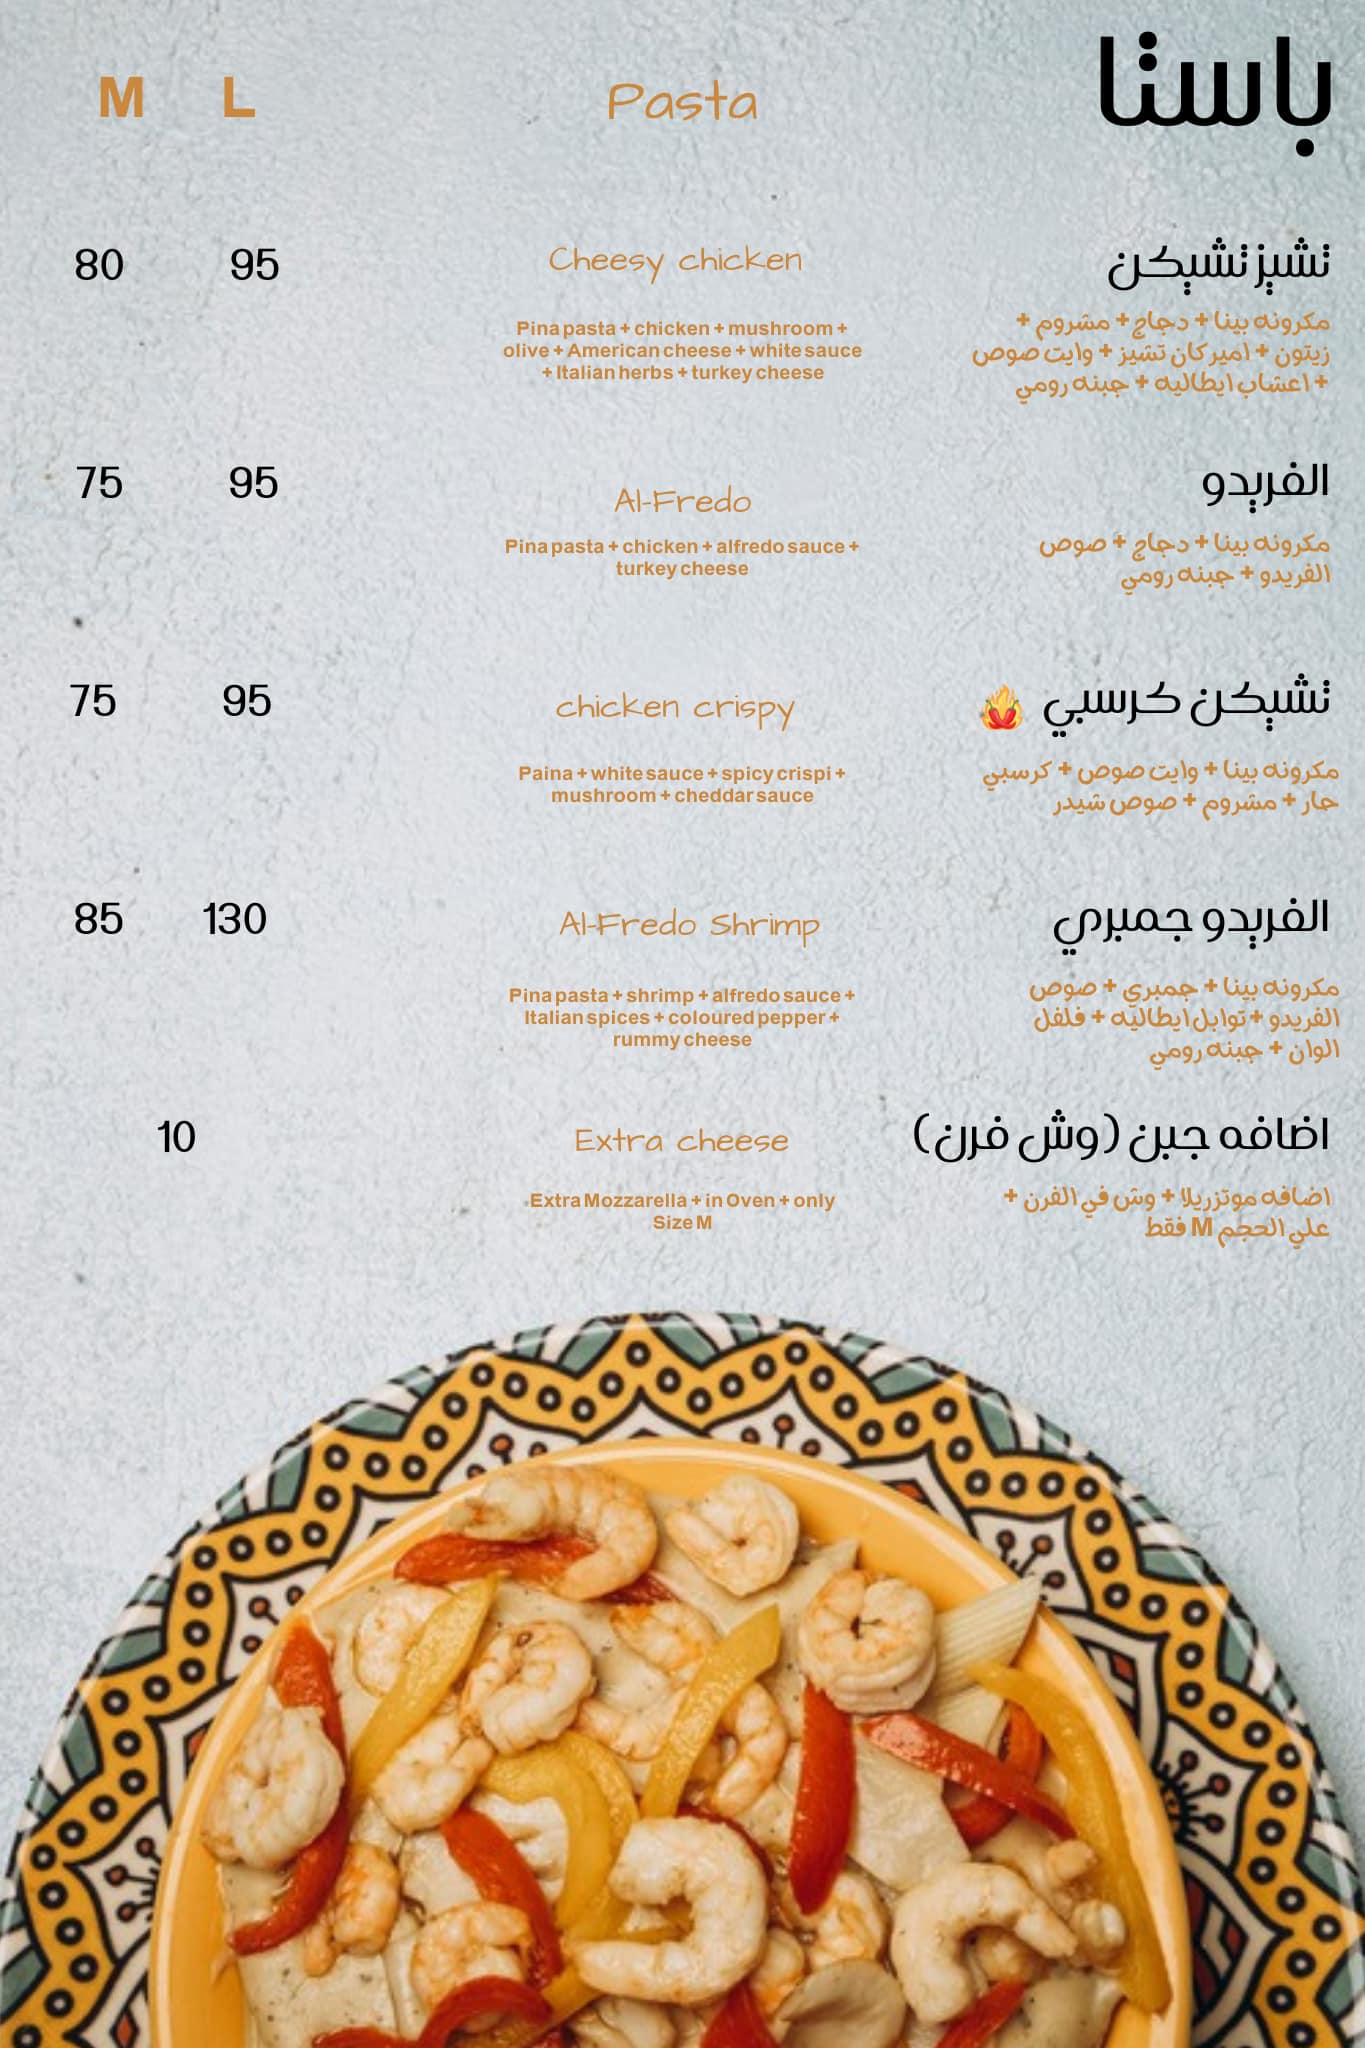 M L Pasta باستا
80 95 Cheesy chicken تشيز تشيكن
Pina pasta + chicken + mushroom +
olive + American cheese + white sauce
+ Italian herbs + turkey cheese
مكرونه بينا + دجاج + مشروم +
زيتون + اميركان تشيز + وايت صوص
+ اعشاب ايطاليه + جبنه رومي
75 95 Al-Fredo الفريدو
Pina pasta + chicken + alfredo sauce +
turkey cheese
مكرونه بينا + دجاج + صوص
الفريدو + جبنه رومي
75 95 chicken crispy تشيكن كرسبي 🔥🌶
Paina + white sauce + spicy crispi +
mushroom + cheddar sauce
مكرونه بينا + وايت صوص + كرسبي
حار + مشروم + صوص شيدر
85 130 Al-Fredo Shrimp الفريدو جمبري
Pina pasta + shrimp + alfredo sauce +
Italian spices + coloured pepper +
rummy cheese
مكرونه بينا + جمبري + صوص
الفريدو + توابل ايطاليه + فلفل
الوان + جبنه رومي
10 Extra cheese اضافه جبن (وش فرن)
Extra Mozzarella + in Oven + only
Size M
اضافه موتزريلا + وش في الفرن +
علي الحجم M فقط